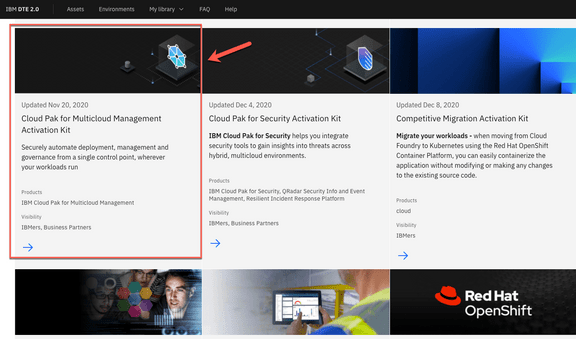 IBM DTE 2.0
Assets
Environments
My library
FAQ
Help
Updated Nov 20, 2020
Cloud Pak for Multicloud Management
Activation Kit
Securely automate deployment, management and
governance from a single control point, wherever
your workloads run
Products
IBM Cloud Pak for Multicloud Management
Visibility
IBMers, Business Partners
Updated Dec 4, 2020
Cloud Pak for Security Activation Kit
IBM Cloud Pak for Security helps you integrate
security tools to gain insights into threats across
hybrid, multicloud environments.
Products
IBM Cloud Pak for Security, QRadar Security Info and Event
Management, Resilient Incident Response Platform
Visibility
IBMers, Business Partners
Updated Dec 8, 2020
Competitive Migration Activation Kit
Migrate your workloads - when moving from Cloud
Foundry to Kubernetes using the Red Hat OpenShift
Container Platform, you can easily containerize the
application without modifying or making any changes
to the existing source code.
Products
cloud
Visibility
IBMers
Red Hat
OpenShift